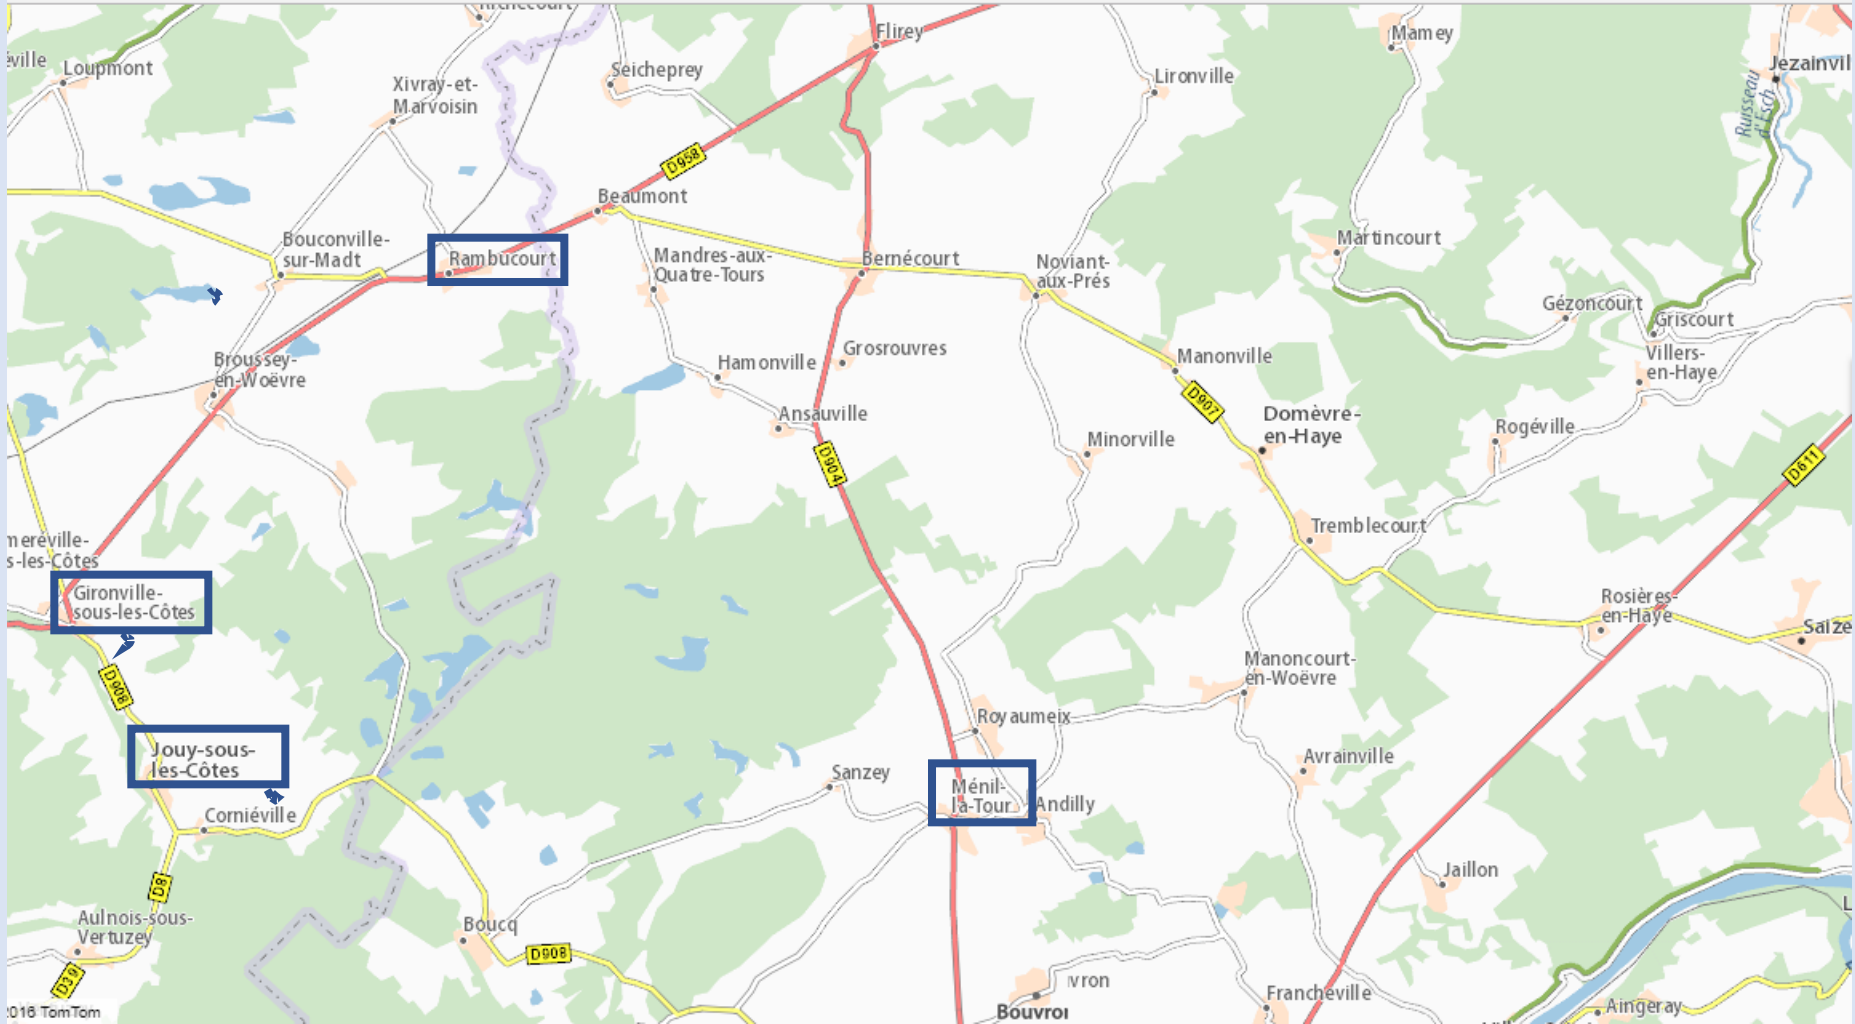 Richecourt
Flirey
Mamey
éville
Loupmont
Seicheprey
Jezainvil
Xivray-et-
Marvoisin
Lironville
Ruisseau
d'Esch
D958
Beaumont
Bouconville-
sur-Madt
Rambucourt
Mandres-aux-
Quatre-Tours
Bernécourt
Noviant-
aux-Prés
Martincourt
Gézoncourt
Griscourt
Broussey-
en-Woëvre
Hamonville
Grosrouvres
Manonville
Villers-
en-Haye
D907
Ansauville
Domèvre-
en-Haye
Minorville
Rogéville
D904
D611
meréville-
s-les-Côtes
Tremblecourt
Gironville-
sous-les-Côtes
Rosières-
en-Haye
Saize
D908
Manoncourt-
en-Woëvre
Royaumeix
Jouy-sous-
les-Côtes
Sanzey
Ménil-
la-Tour
Andilly
Avrainville
Corniéville
D8
Jaillon
Aulnois-sous-
Vertuzey
Boucq
D908
D39
vron
Bouvror
Francheville
Aingeray
2016 TomTom